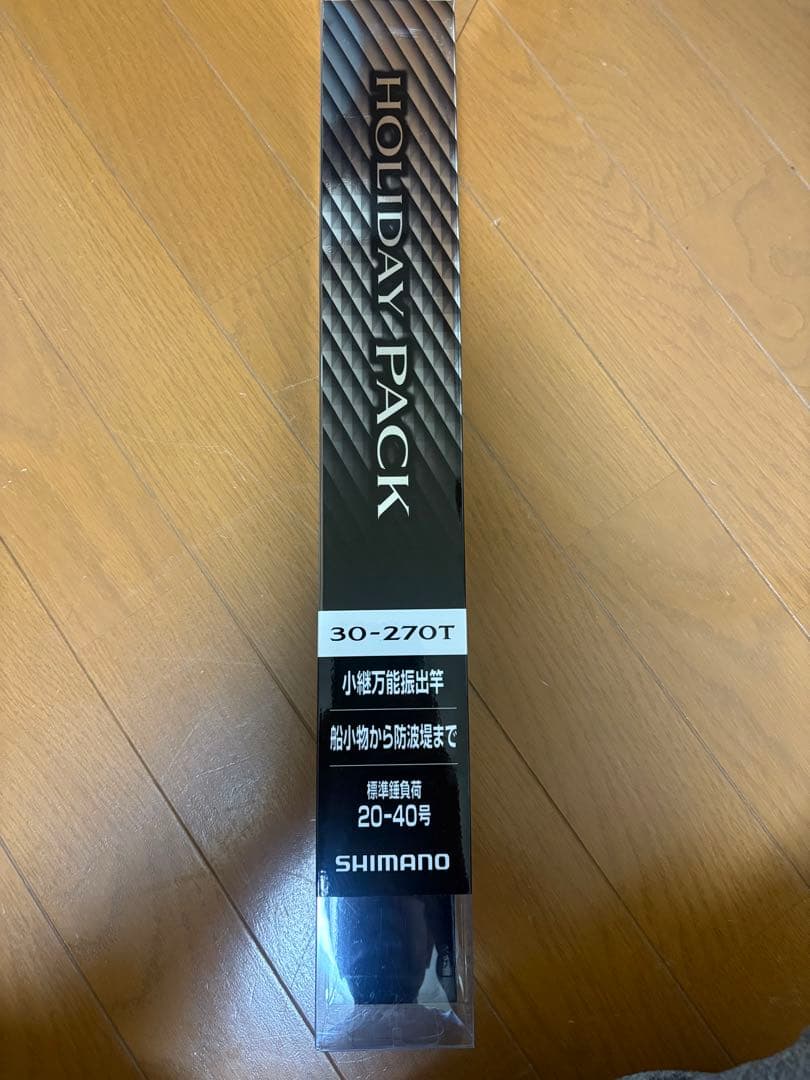 HOLIDAY PACK
30-270T
小継万能振出竿
船小物から防波堤まで
標準錘負荷
20-40号
SHIMANO